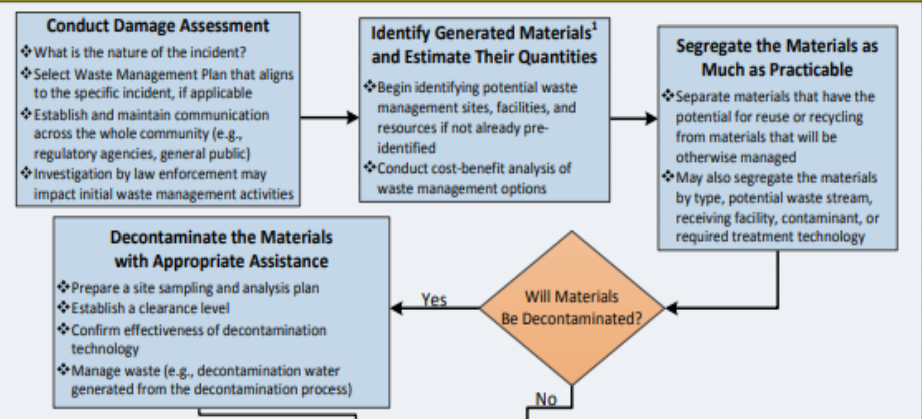 Conduct Damage Assessment
❖What is the nature of the incident?
❖Select Waste Management Plan that aligns
to the specific incident, if applicable
❖Establish and maintain communication
across the whole community (e.g.,
regulatory agencies, general public)
❖Investigation by law enforcement may
impact initial waste management activities
Identify Generated Materials¹
and Estimate Their Quantities
❖Begin identifying potential waste
management sites, facilities, and
resources if not already pre-
identified
❖Conduct cost-benefit analysis of
waste management options
Segregate the Materials as
Much as Practicable
❖Separate materials that have the
potential for reuse or recycling
from materials that will be
otherwise managed
❖May also segregate the materials
by type, potential waste stream,
receiving facility, contaminant, or
required treatment technology
Will Materials
Be Decontaminated?
Yes
Decontaminate the Materials
with Appropriate Assistance
❖Prepare a site sampling and analysis plan
❖Establish a clearance level
❖Confirm effectiveness of decontamination
technology
❖Manage waste (e.g., decontamination water
generated from the decontamination process)
No